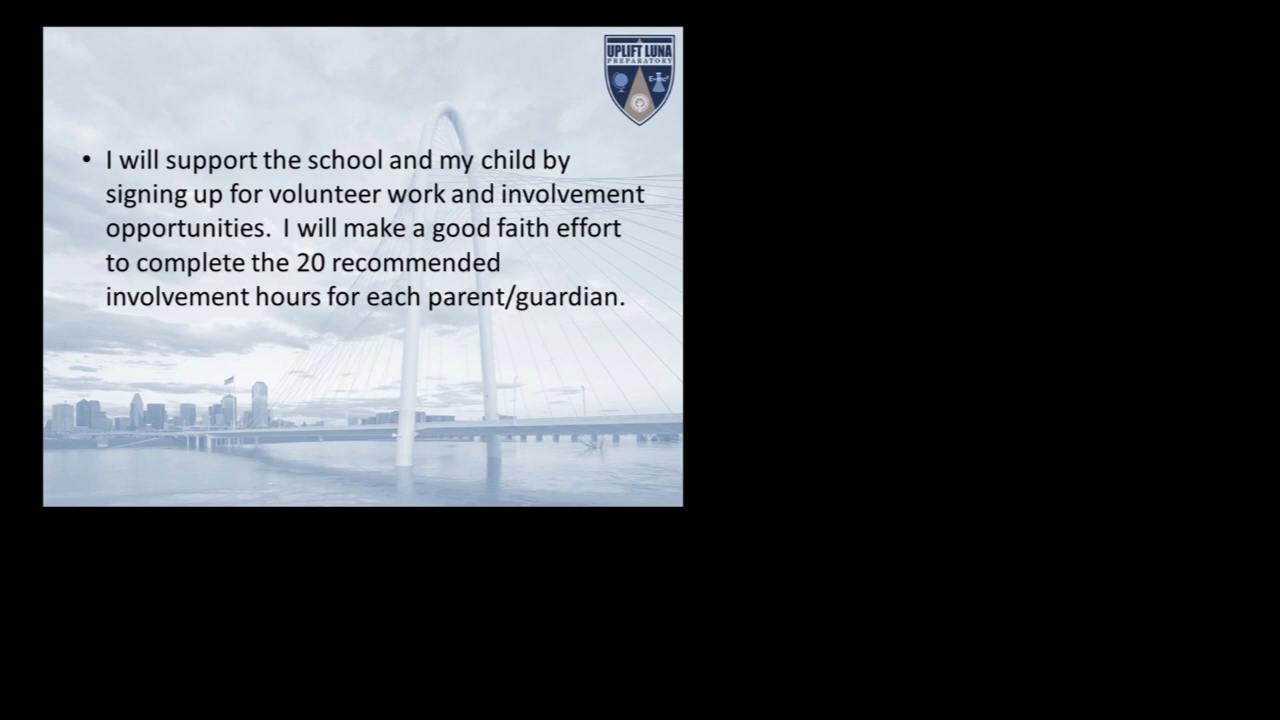 UPLIFT LUNA
PREPARATORY
E=mc²
• I will support the school and my child by
signing up for volunteer work and involvement
opportunities.  I will make a good faith effort
to complete the 20 recommended
involvement hours for each parent/guardian.